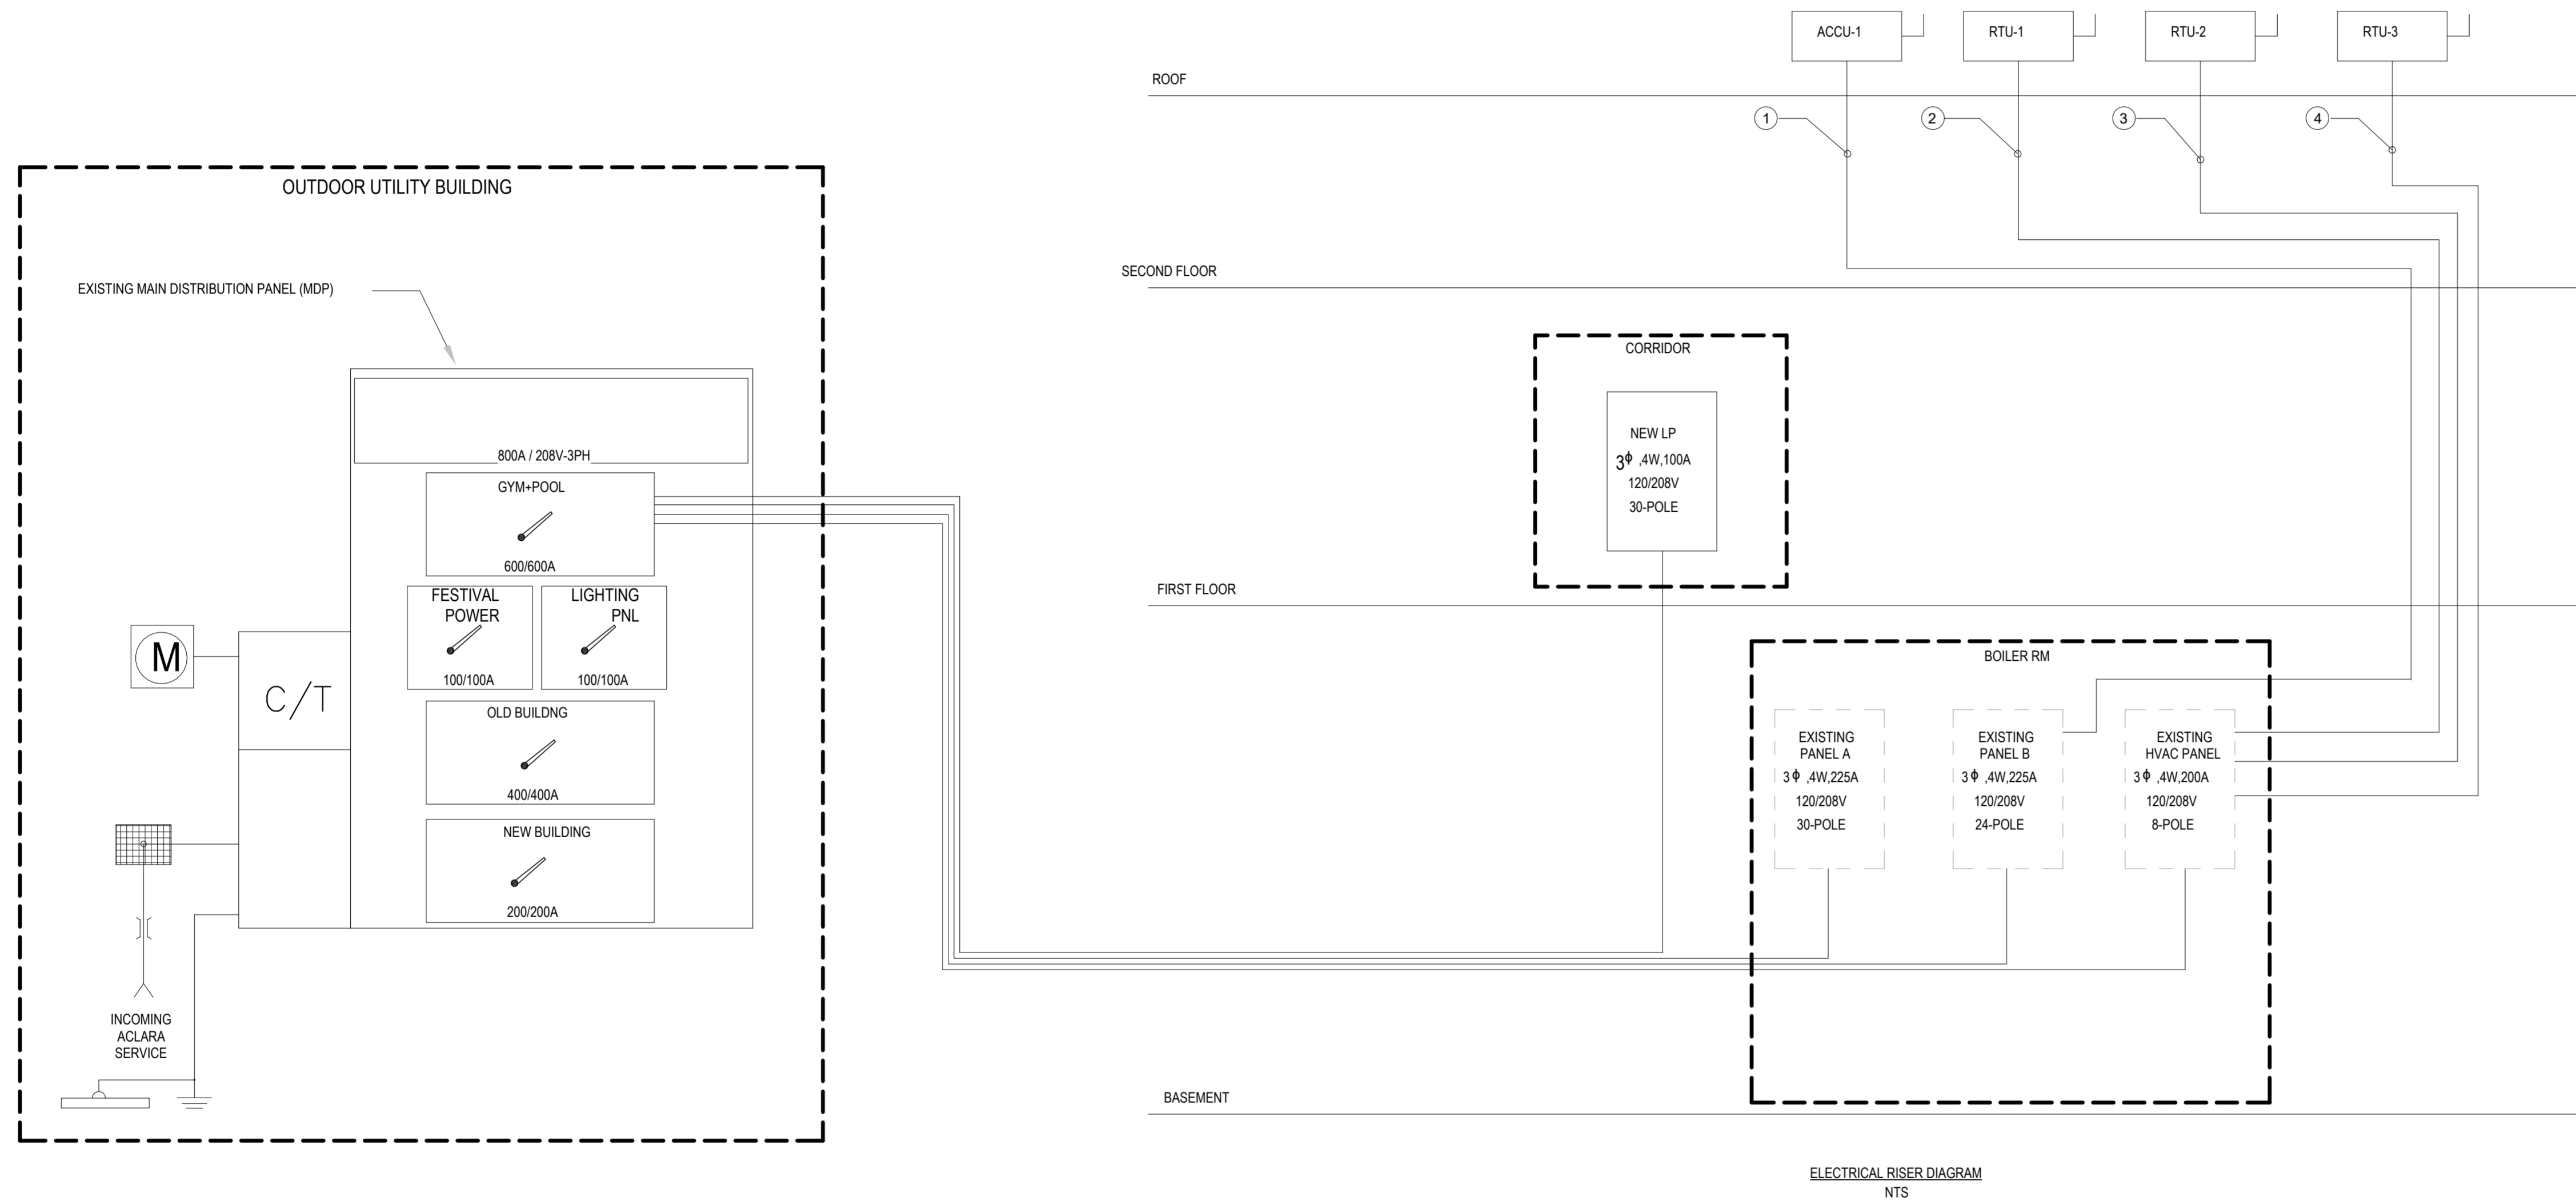 ACCU-1
RTU-1
RTU-2
RTU-3
ROOF
1
2
3
4
OUTDOOR UTILITY BUILDING
SECOND FLOOR
EXISTING MAIN DISTRIBUTION PANEL (MDP)
800A / 208V-3PH
GYM+POOL
600/600A
FESTIVAL
POWER
100/100A
LIGHTING
PNL
100/100A
OLD BUILDNG
400/400A
NEW BUILDING
200/200A
M
C/T
INCOMING
ACLARA
SERVICE
CORRIDOR
NEW LP
3ϕ ,4W,100A
120/208V
30-POLE
FIRST FLOOR
BOILER RM
EXISTING
PANEL A
3ϕ ,4W,225A
120/208V
30-POLE
EXISTING
PANEL B
3ϕ ,4W,225A
120/208V
24-POLE
EXISTING
HVAC PANEL
3ϕ ,4W,200A
120/208V
8-POLE
BASEMENT
ELECTRICAL RISER DIAGRAM
NTS